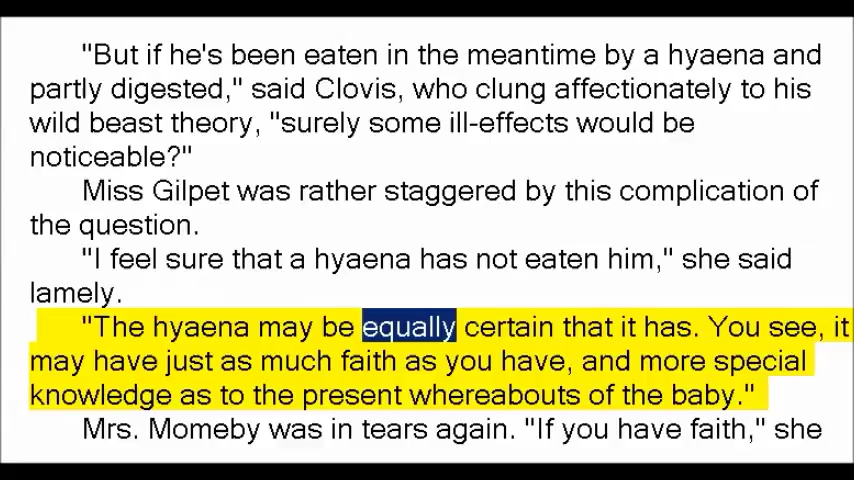 "But if he's been eaten in the meantime by a hyaena and
partly digested," said Clovis, who clung affectionately to his
wild beast theory, "surely some ill-effects would be
noticeable?"
Miss Gilpet was rather staggered by this complication of
the question.
"I feel sure that a hyaena has not eaten him," she said
lamely.
"The hyaena may be equally certain that it has. You see, it
may have just as much faith as you have, and more special
knowledge as to the present whereabouts of the baby."
Mrs. Momeby was in tears again. "If you have faith," she